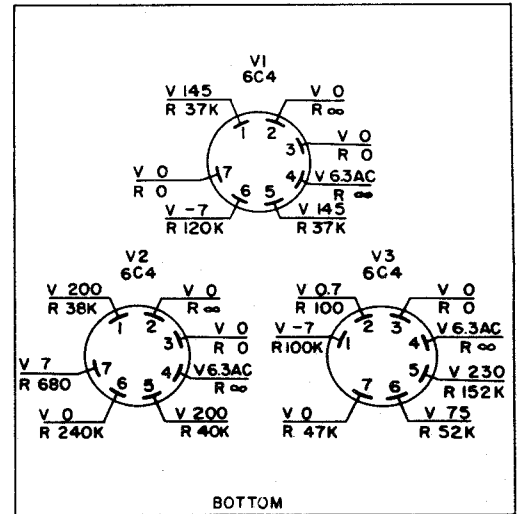 V1
6C4
V 145
R 37K
V 0
R ∞
V 0
R 0
V 6.3AC
R ∞
V 145
R 37K
V -7
R 120K
V 0
R 0
1
2
3
4
5
6
7
V2
6C4
V 200
R 38K
V 0
R ∞
V 0
R 0
V 6.3AC
R ∞
V 200
R 40K
V 0
R 240K
V 7
R 680
1
2
3
4
5
6
7
V3
6C4
V 0.7
R 100
V 0
R 0
V 6.3AC
R ∞
V 230
R 152K
V 75
R 52K
V 0
R 47K
V -7
R 100K
2
3
4
5
6
7
1
BOTTOM